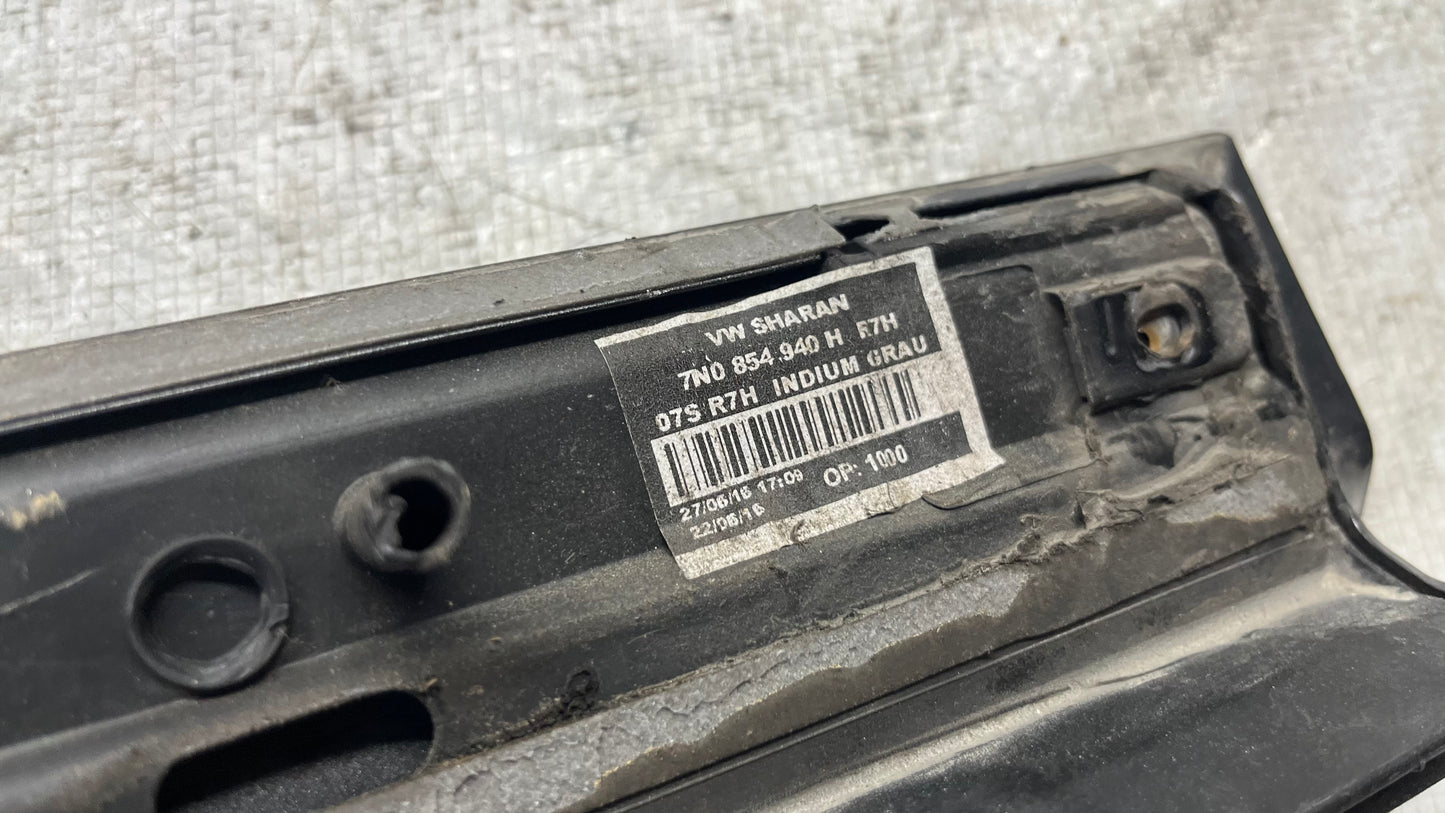 VW SHARAN
7N0 854 940 H R7H
07S R7H INDIUM GRAU
27/06/16 17:09 OP: 1000
22/06/16